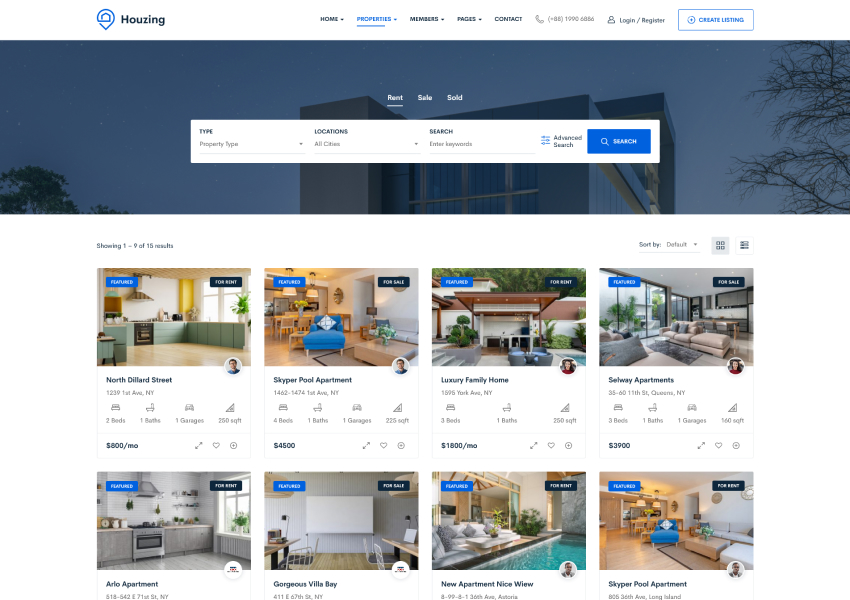 Houzing
HOME
PROPERTIES
MEMBERS
PAGES
CONTACT
(+88) 1990 6886
Login / Register
CREATE LISTING
Rent
Sale
Sold
TYPE
LOCATIONS
SEARCH
Property Type
All Cities
Enter keywords
Advanced
Search
SEARCH
Showing 1 – 9 of 15 results
Sort by:
Default
FEATURED
FOR RENT
FEATURED
FOR SALE
FEATURED
FOR RENT
FEATURED
FOR SALE
North Dillard Street
Skyper Pool Apartment
Luxury Family Home
Selway Apartments
1239 1st Ave, NY
1462-1474 1st Ave, NY
1595 York Ave, NY
35-60 11th St, Queens, NY
2 Beds
1 Baths
1 Garages
250 sqft
4 Beds
1 Baths
1 Garages
225 sqft
3 Beds
1 Baths
250 sqft
3 Beds
1 Baths
1 Garages
160 sqft
$800/mo
$4500
$1800/mo
$3900
FEATURED
FOR RENT
FEATURED
FOR SALE
FEATURED
FOR RENT
FEATURED
FOR RENT
Arlo Apartment
Gorgeous Villa Bay
New Apartment Nice Wiew
Skyper Pool Apartment
518-542 E 71st St, NY
411 E 67th St, NY
8-99-8-1 36th Ave, Astoria
805 36th Ave, Long Island